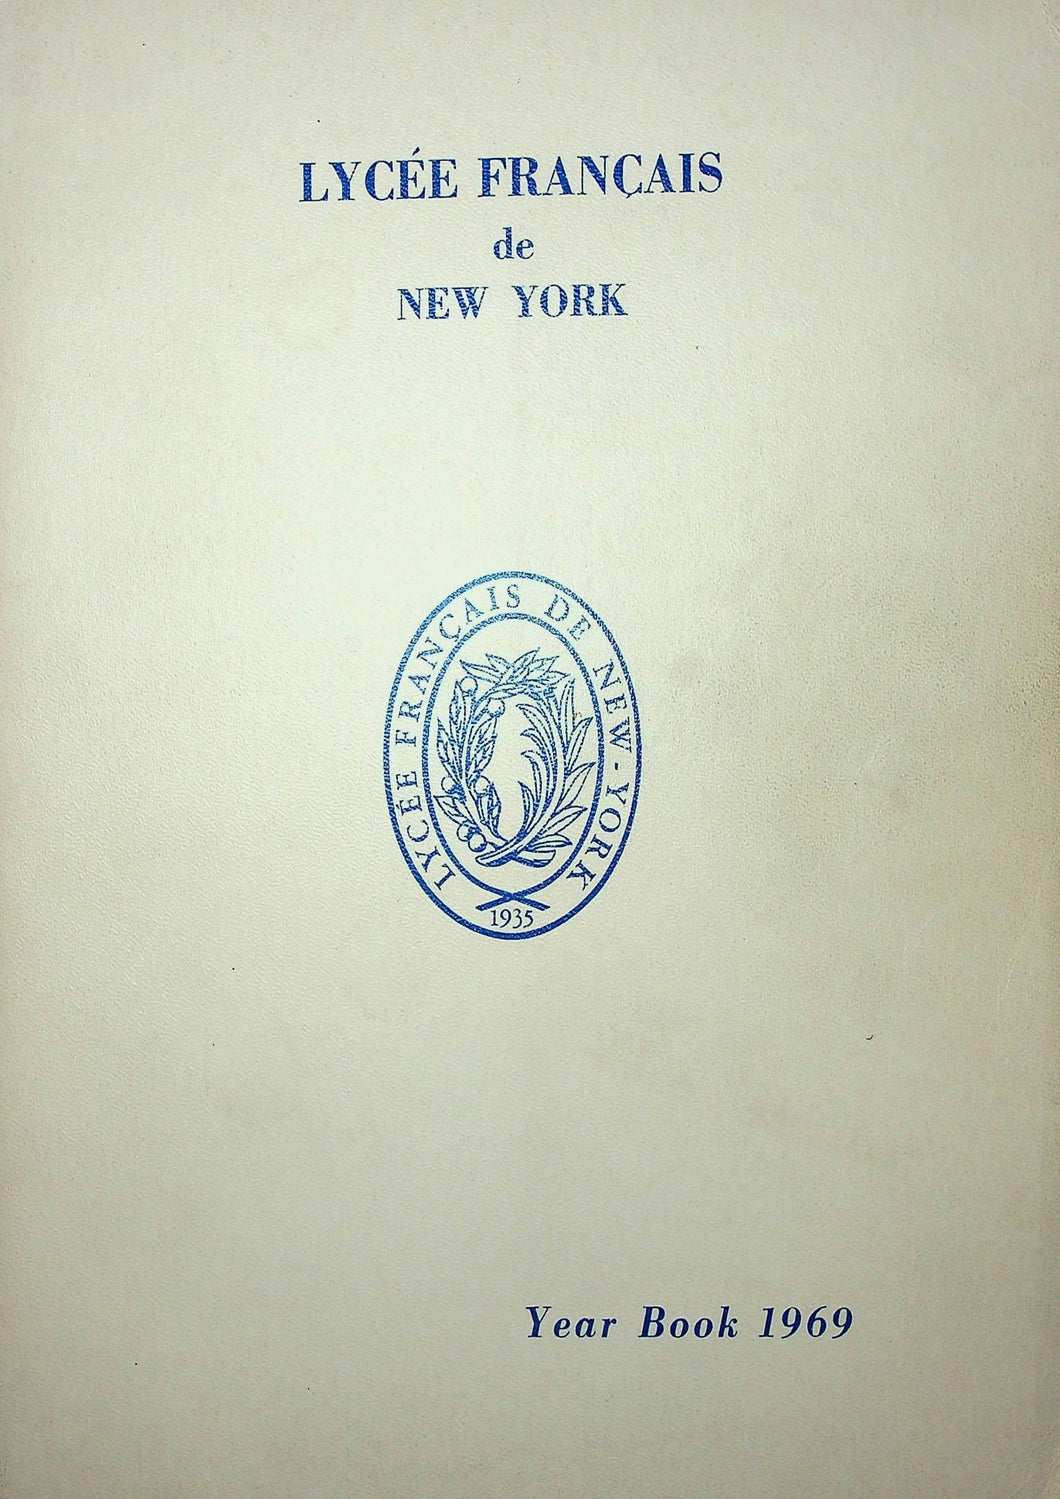 LYCÉE FRANÇAIS
de
NEW YORK
LYCÉE FRANÇAIS DE NEW-YORK
1935
Year Book 1969